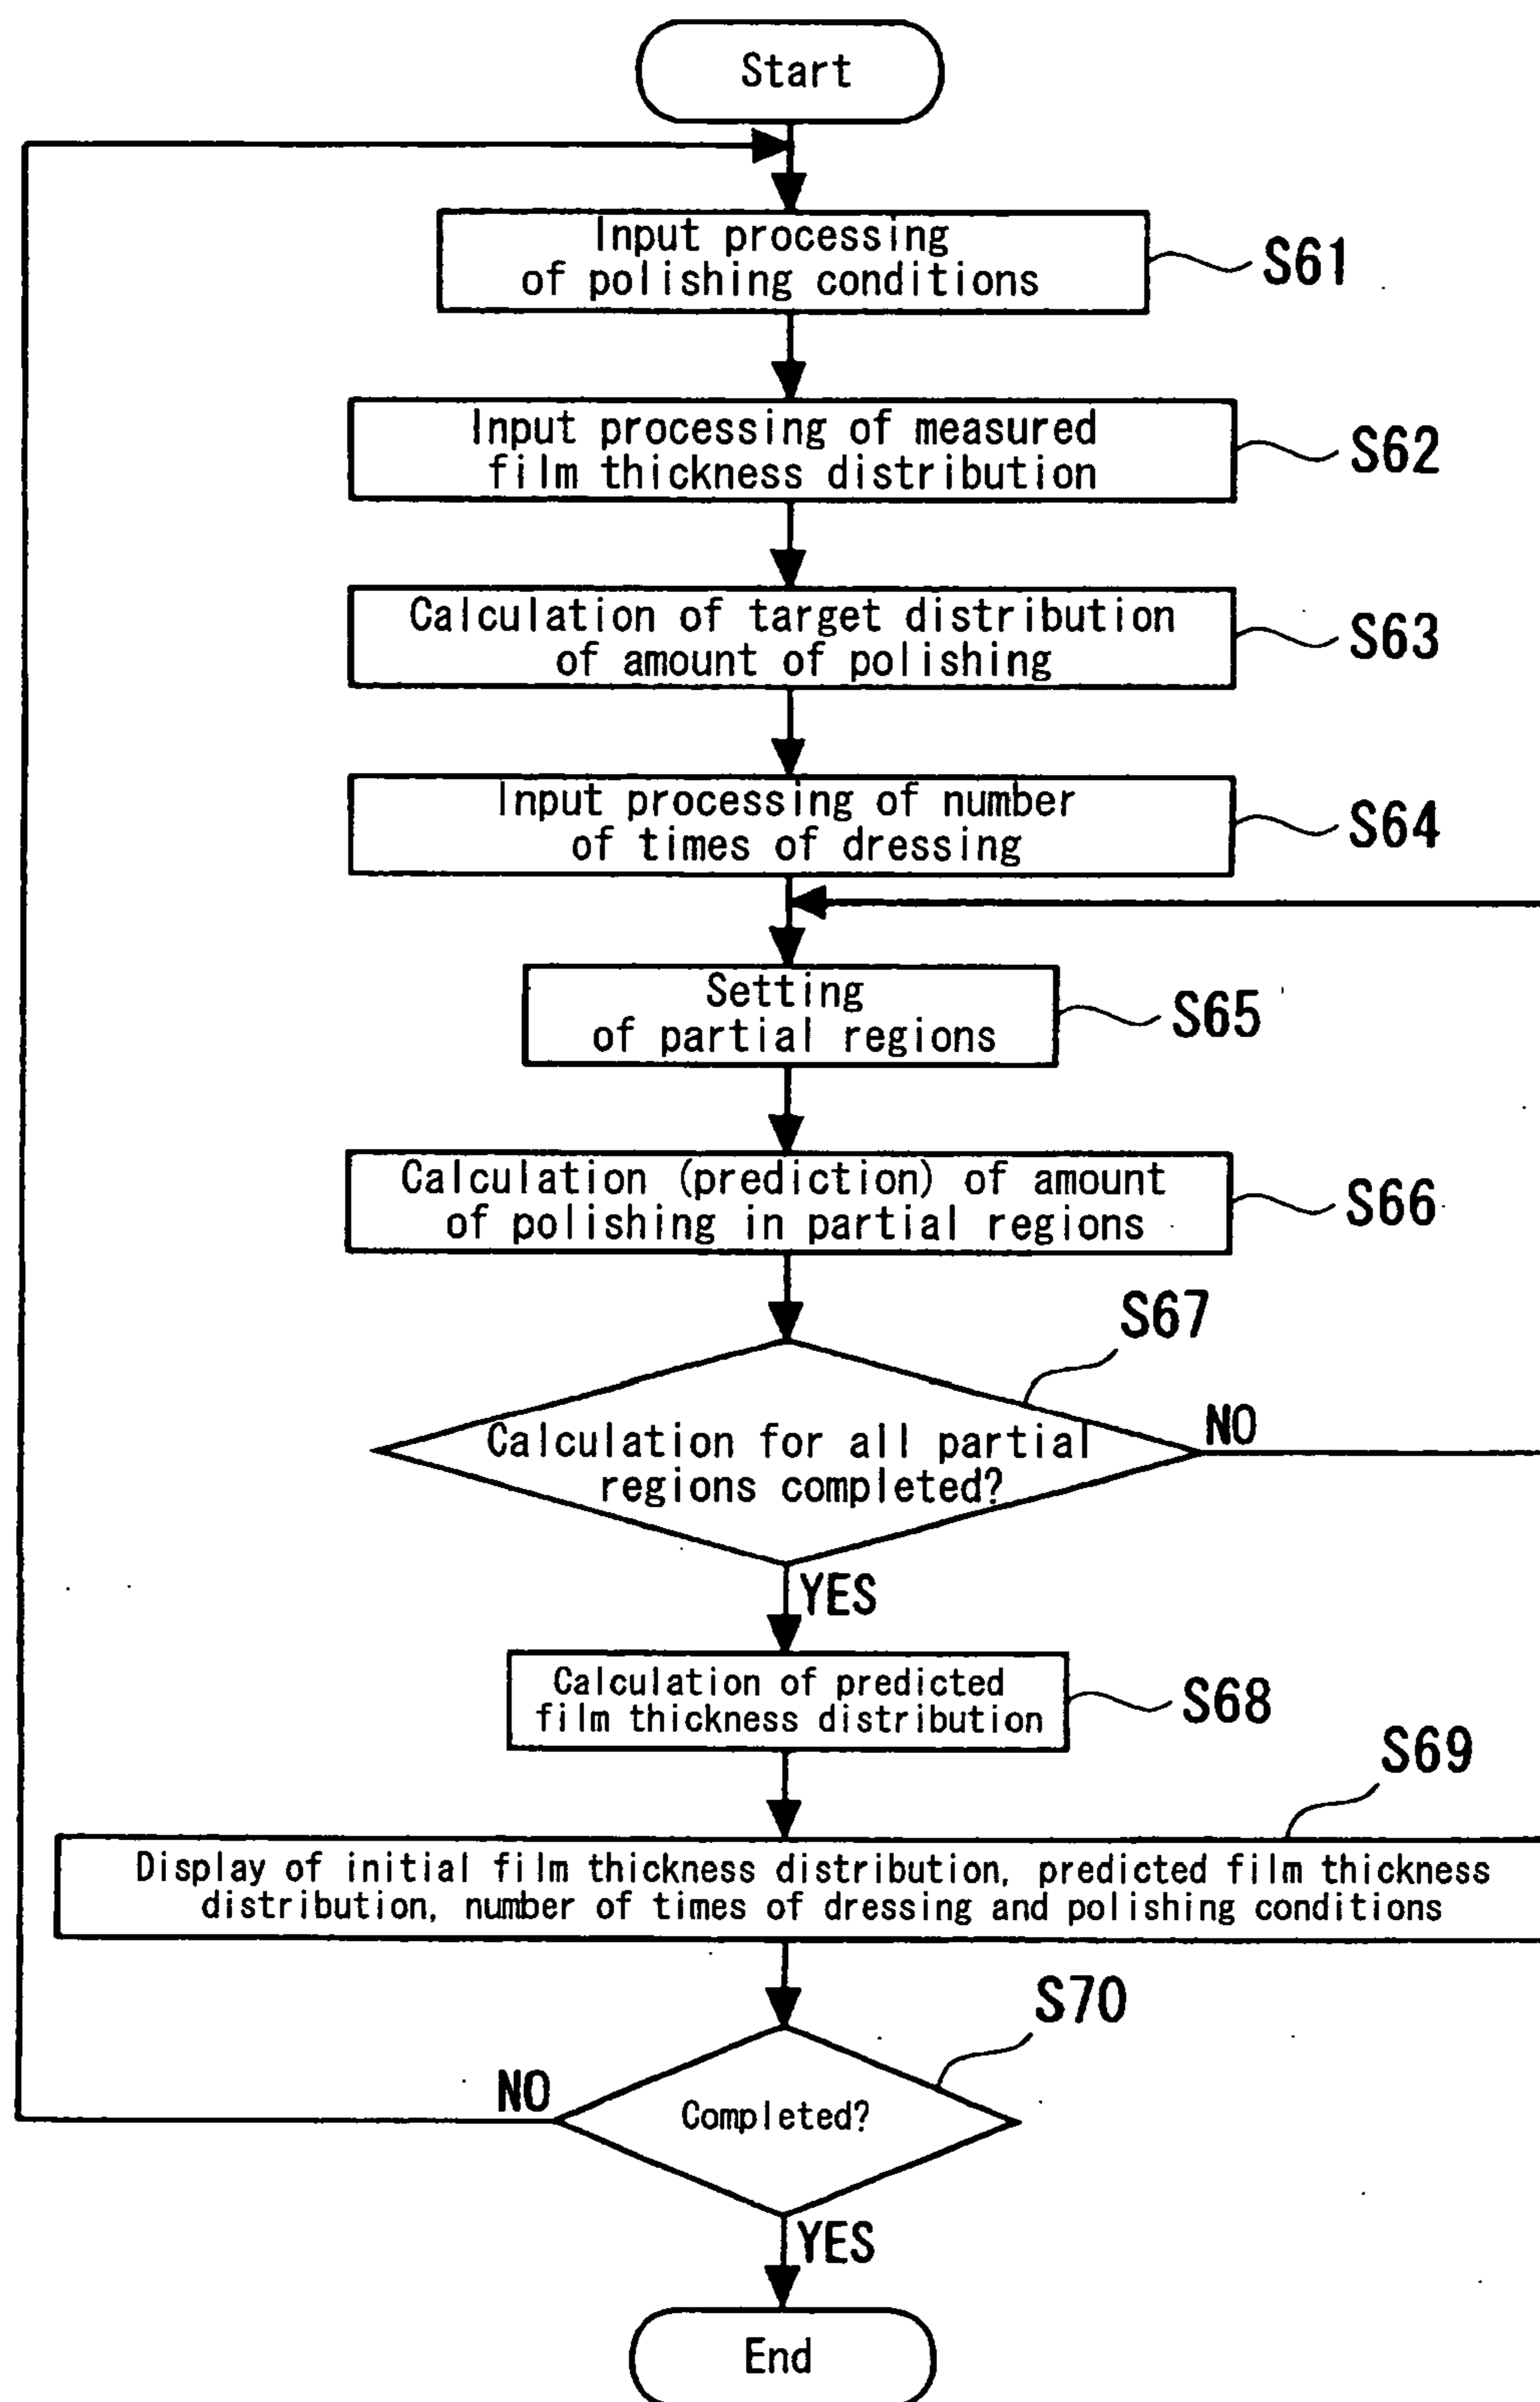 Start
Input processing
of polishing conditions
S61
Input processing of measured
film thickness distribution
S62
Calculation of target distribution
of amount of polishing
S63
Input processing of number
of times of dressing
S64
Setting
of partial regions
S65
Calculation (prediction) of amount
of polishing in partial regions
S66
S67
Calculation for all partial
regions completed?
NO
YES
Calculation of predicted
film thickness distribution
S68
S69
Display of initial film thickness distribution, predicted film thickness
distribution, number of times of dressing and polishing conditions
S70
NO
Completed?
YES
End